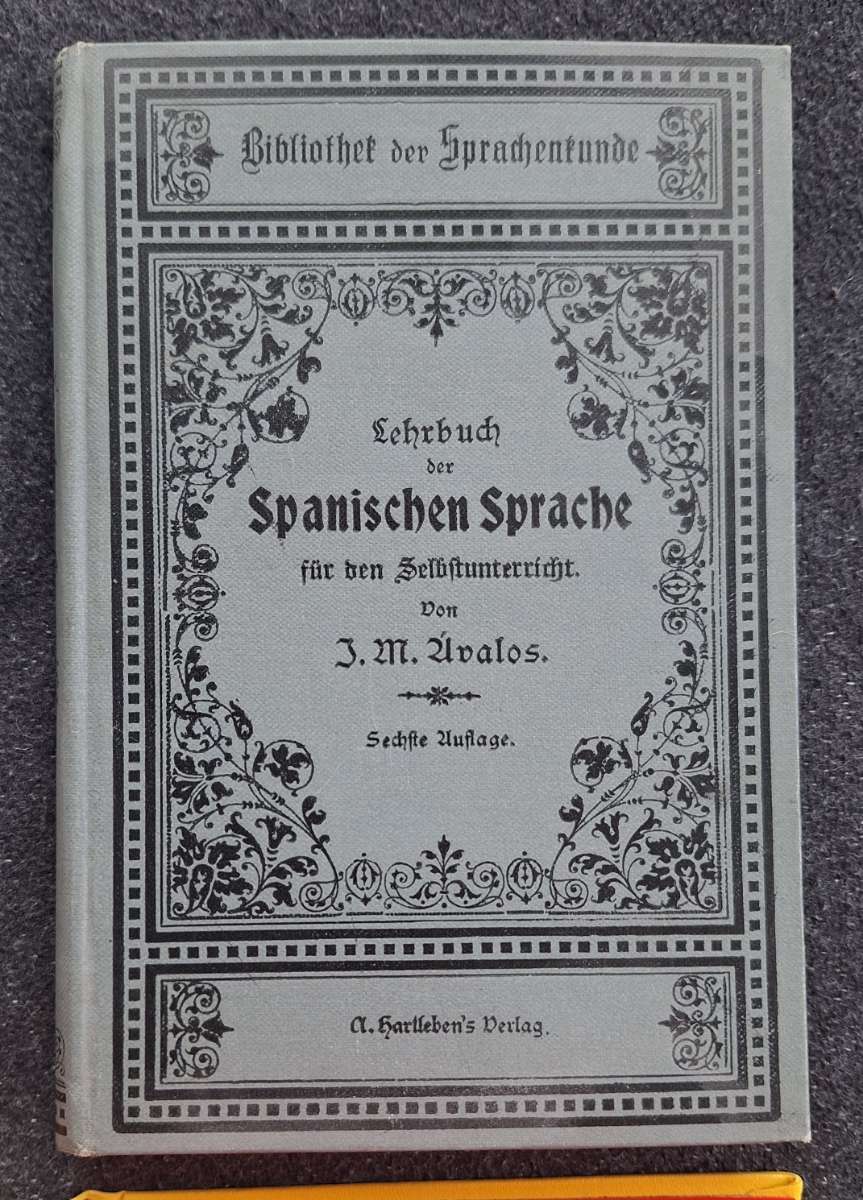 Bibliothek der Sprachenkunde
Lehrbuch
der
Spanischen Sprache
für den Selbstunterricht.
Von
J. M. Ávalos.
Sechste Auflage.
A. Hartleben's Verlag.